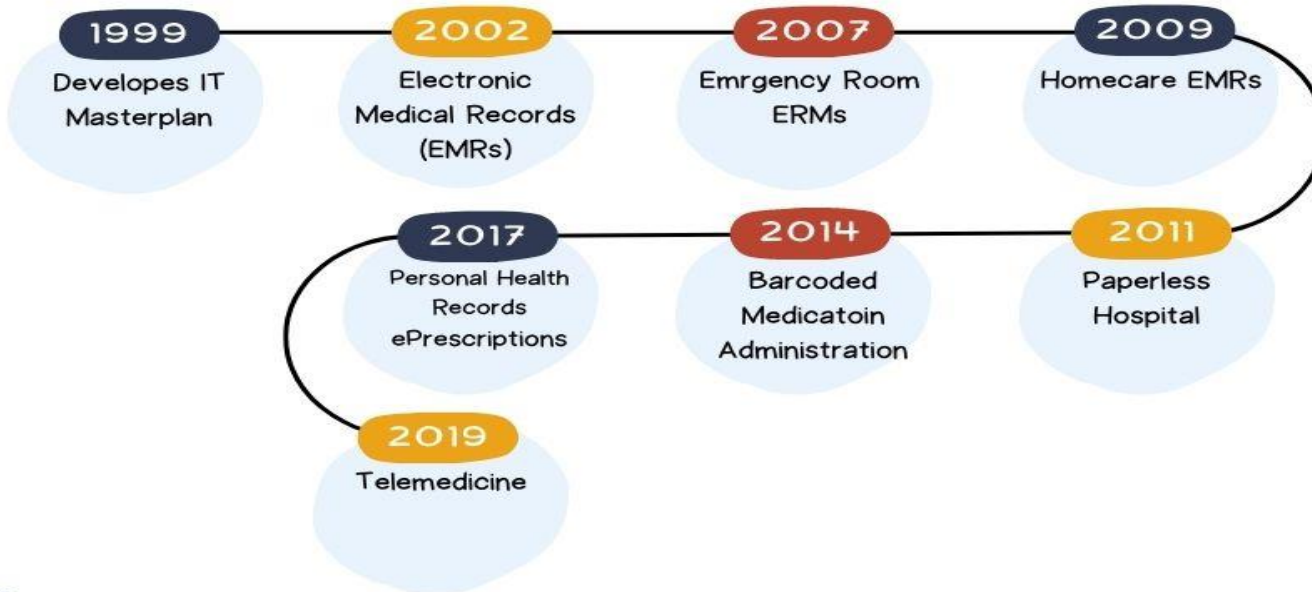 1999
Developes IT
Masterplan
2002
Electronic
Medical Records
(EMRs)
2007
Emrgency Room
ERMs
2009
Homecare EMRs
2011
Paperless
Hospital
2014
Barcoded
Medicatoin
Administration
2017
Personal Health
Records
ePrescriptions
2019
Telemedicine